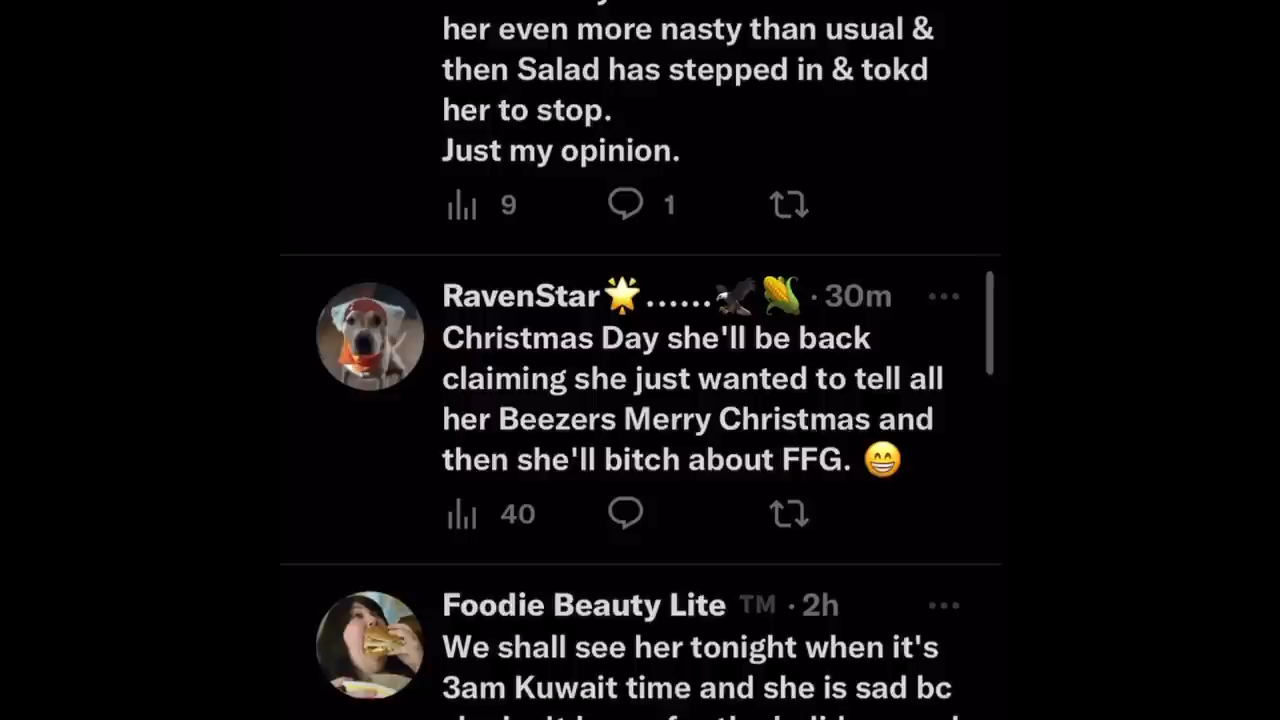 her even more nasty than usual &
then Salad has stepped in & tokd
her to stop.
Just my opinion.
9 1
RavenStar🌟......🦅🌽 · 30m ...
Christmas Day she'll be back
claiming she just wanted to tell all
her Beezers Merry Christmas and
then she'll bitch about FFG. 😁
40
Foodie Beauty Lite ™ · 2h ...
We shall see her tonight when it's
3am Kuwait time and she is sad bc